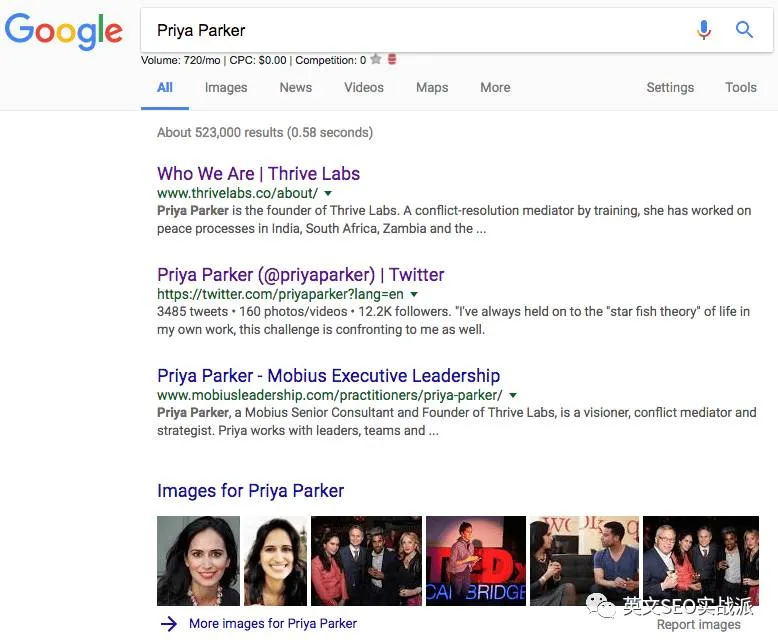 Google
Priya Parker
Volume: 720/mo | CPC: $0.00 | Competition: 0
All Images News Videos Maps More Settings Tools
About 523,000 results (0.58 seconds)
Who We Are | Thrive Labs
www.thrivelabs.co/about/
Priya Parker is the founder of Thrive Labs. A conflict-resolution mediator by training, she has worked on
peace processes in India, South Africa, Zambia and the ...
Priya Parker (@priyaparker) | Twitter
https://twitter.com/priyaparker?lang=en
3485 tweets • 160 photos/videos • 12.2K followers. "I've always held on to the "star fish theory" of life in
my own work, this challenge is confronting to me as well.
Priya Parker - Mobius Executive Leadership
www.mobiusleadership.com/practitioners/priya-parker/
Priya Parker, a Mobius Senior Consultant and Founder of Thrive Labs, is a visioner, conflict mediator and
strategist. Priya works with leaders, teams and ...
Images for Priya Parker
TEDx
CAMBRIDGE
英文SEO实战派
More images for Priya Parker
Report images